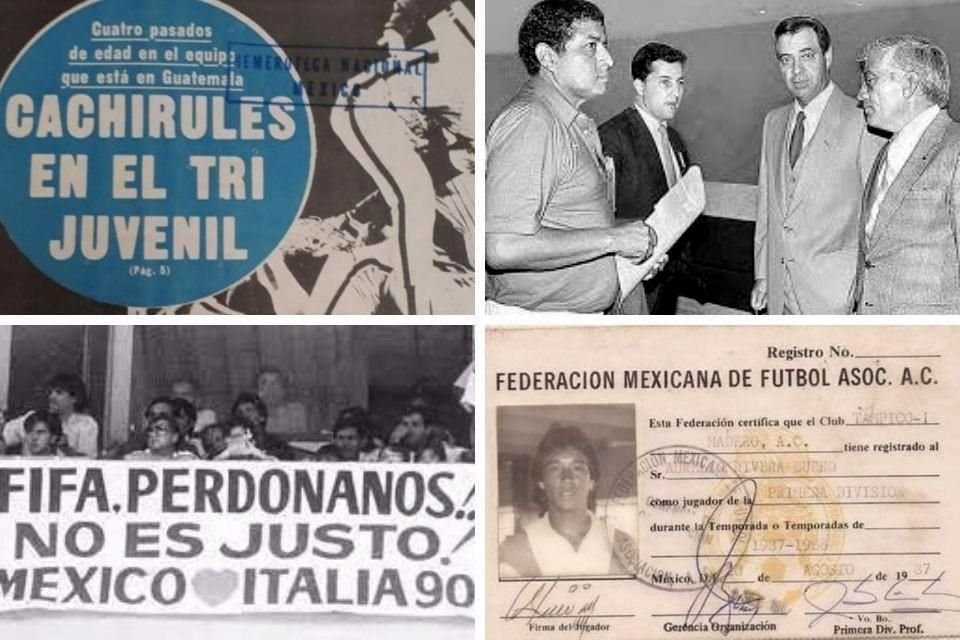 Cuatro pasados
de edad en el equipo
que está en Guatemala
HEMEROTECA NACIONAL
MEXICO
CACHIRULES
EN EL TRI
JUVENIL
(Pág. 5)
FIFA. PERDONANOS!!
NO ES JUSTO!
MEXICO ITALIA 90
Registro No.
FEDERACION MEXICANA DE FUTBOL ASOC. A.C.
Esta Federación certifica que el Club TAMPICO-
MADERO, A.C. tiene registrado al
Sr. AURELIO RIVERA BUENO
como jugador de la PRIMERA DIVISION
durante la Temporada o Temporadas de
1987-1988
México, D.F. de AGOSTO de 19 87
Firma del Jugador
Gerencia Organización
Vo. Bo.
Primera Div. Prof.